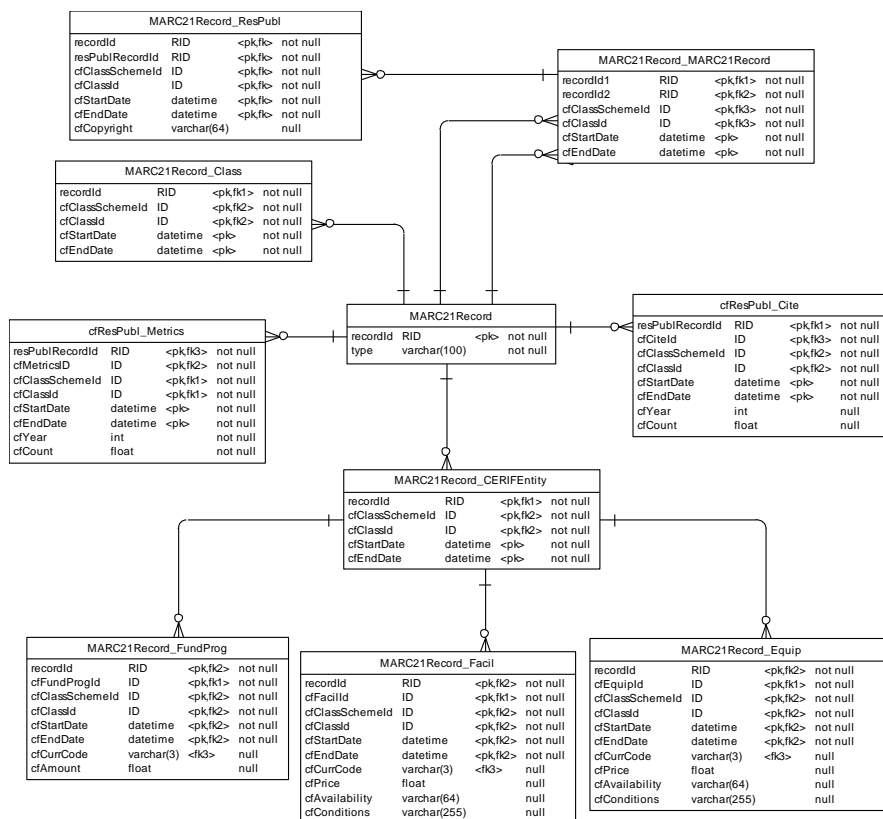 MARC21Record_ResPubl
recordId RID <pk,fk> not null
resPublRecordId RID <pk,fk> not null
cfClassSchemeId ID <pk,fk> not null
cfClassId ID <pk,fk> not null
cfStartDate datetime <pk,fk> not null
cfEndDate datetime <pk,fk> not null
cfCopyright varchar(64) null
MARC21Record_MARC21Record
recordId1 RID <pk,fk1> not null
recordId2 RID <pk,fk2> not null
cfClassSchemeId ID <pk,fk3> not null
cfClassId ID <pk,fk3> not null
cfStartDate datetime <pk> not null
cfEndDate datetime <pk> not null
MARC21Record_Class
recordId RID <pk,fk1> not null
cfClassSchemeId ID <pk,fk2> not null
cfClassId ID <pk,fk2> not null
cfStartDate datetime <pk> not null
cfEndDate datetime <pk> not null
MARC21Record
recordId RID <pk> not null
type varchar(100) not null
cfResPubl_Metrics
resPublRecordId RID <pk,fk3> not null
cfMetricsID ID <pk,fk2> not null
cfClassSchemeId ID <pk,fk1> not null
cfClassId ID <pk,fk1> not null
cfStartDate datetime <pk> not null
cfEndDate datetime <pk> not null
cfYear int not null
cfCount float not null
cfResPubl_Cite
resPublRecordId RID <pk,fk1> not null
cfCiteId ID <pk,fk3> not null
cfClassSchemeId ID <pk,fk2> not null
cfClassId ID <pk,fk2> not null
cfStartDate datetime <pk> not null
cfEndDate datetime <pk> not null
cfYear int null
cfCount float null
MARC21Record_CERIFEntity
recordId RID <pk,fk1> not null
cfClassSchemeId ID <pk,fk2> not null
cfClassId ID <pk,fk2> not null
cfStartDate datetime <pk> not null
cfEndDate datetime <pk> not null
MARC21Record_FundProg
recordId RID <pk,fk2> not null
cfFundProgId ID <pk,fk1> not null
cfClassSchemeId ID <pk,fk2> not null
cfClassId ID <pk,fk2> not null
cfStartDate datetime <pk,fk2> not null
cfEndDate datetime <pk,fk2> not null
cfCurrCode varchar(3) <fk3> null
cfAmount float null
MARC21Record_Facil
recordId RID <pk,fk2> not null
cfFacilId ID <pk,fk1> not null
cfClassSchemeId ID <pk,fk2> not null
cfClassId ID <pk,fk2> not null
cfStartDate datetime <pk,fk2> not null
cfEndDate datetime <pk,fk2> not null
cfCurrCode varchar(3) <fk3> null
cfPrice float null
cfAvailability varchar(64) null
cfConditions varchar(255) null
MARC21Record_Equip
recordId RID <pk,fk2> not null
cfEquipId ID <pk,fk1> not null
cfClassSchemeId ID <pk,fk2> not null
cfClassId ID <pk,fk2> not null
cfStartDate datetime <pk,fk2> not null
cfEndDate datetime <pk,fk2> not null
cfCurrCode varchar(3) <fk3> null
cfPrice float null
cfAvailability varchar(64) null
cfConditions varchar(255) null